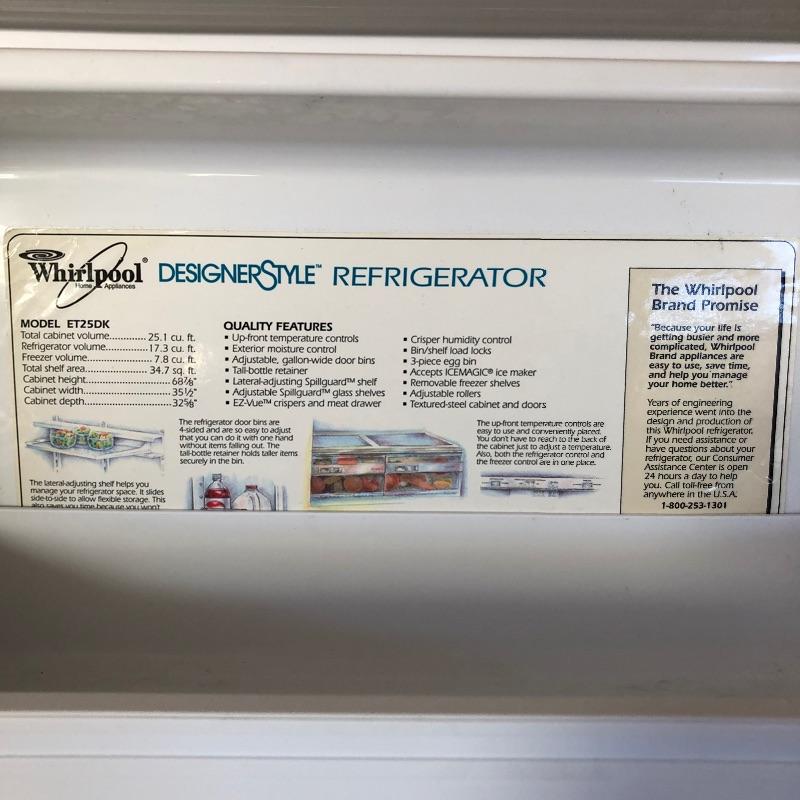 Whirlpool®
Home Appliances
DESIGNERSTYLE™ REFRIGERATOR
MODEL ET25DK
Total cabinet volume............ 25.1 cu. ft.
Refrigerator volume............. 17.3 cu. ft.
Freezer volume.................... 7.8 cu. ft.
Total shelf area.................... 34.7 sq. ft.
Cabinet height........................... 68⅞"
Cabinet width............................ 35½"
Cabinet depth............................ 32⅝"
QUALITY FEATURES
▪ Up-front temperature controls
▪ Exterior moisture control
▪ Adjustable, gallon-wide door bins
▪ Tall-bottle retainer
▪ Lateral-adjusting Spillguard™ shelf
▪ Adjustable Spillguard™ glass shelves
▪ EZ-Vue™ crispers and meat drawer
▪ Crisper humidity control
▪ Bin/shelf load locks
▪ 3-piece egg bin
▪ Accepts ICEMAGIC® ice maker
▪ Removable freezer shelves
▪ Adjustable rollers
▪ Textured-steel cabinet and doors
The lateral-adjusting shelf helps you
manage your refrigerator space. It slides
side-to-side to allow flexible storage. This
also saves you time because you won't
The refrigerator door bins are
4-sided and are so easy to adjust
that you can do it with one hand
without items falling out. The
tall-bottle retainer holds taller items
securely in the bin.
The up-front temperature controls are
easy to use and conveniently placed.
You don't have to reach to the back of
the cabinet just to adjust a temperature.
Also, both the refrigerator control and
the freezer control are in one place.
The Whirlpool
Brand Promise
"Because your life is
getting busier and more
complicated, Whirlpool
Brand appliances are
easy to use, save time,
and help you manage
your home better."
Years of engineering
experience went into the
design and production of
this Whirlpool refrigerator.
If you need assistance or
have questions about your
refrigerator, our Consumer
Assistance Center is open
24 hours a day to help
you. Call toll-free from
anywhere in the U.S.A.
1-800-253-1301